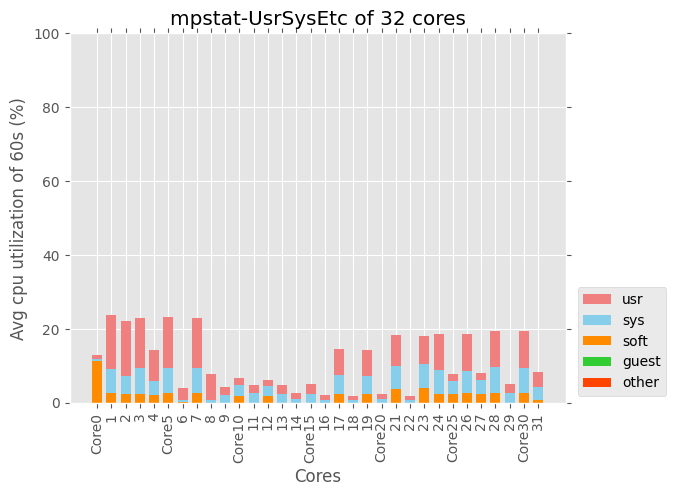 mpstat-UsrSysEtc of 32 cores
100
80
60
40
20
0
Avg cpu utilization of 60s (%)
Core0
1
2
3
4
Core5
6
7
8
9
Core10
11
12
13
14
Core15
16
17
18
19
Core20
21
22
23
24
Core25
26
27
28
29
Core30
31
Cores
usr
sys
soft
guest
other